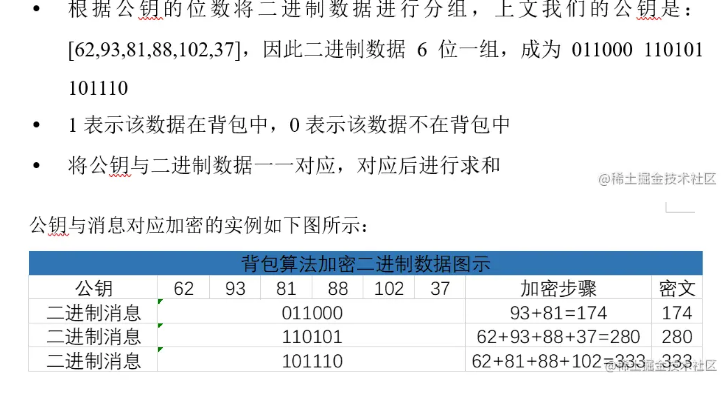 • 根据公钥的位数将二进制数据进行分组，上文我们的公钥是：
[62,93,81,88,102,37]，因此二进制数据 6 位一组，成为 011000 110101
101110
• 1 表示该数据在背包中，0 表示该数据不在背包中
• 将公钥与二进制数据一一对应，对应后进行求和
@稀土掘金技术社区
公钥与消息对应加密的实例如下图所示：
背包算法加密二进制数据图示
公钥 62 93 81 88 102 37 加密步骤 密文
二进制消息 011000 93+81=174 174
二进制消息 110101 62+93+88+37=280 280
二进制消息 101110 62+81+88+102=333 333
@稀土掘金技术社区